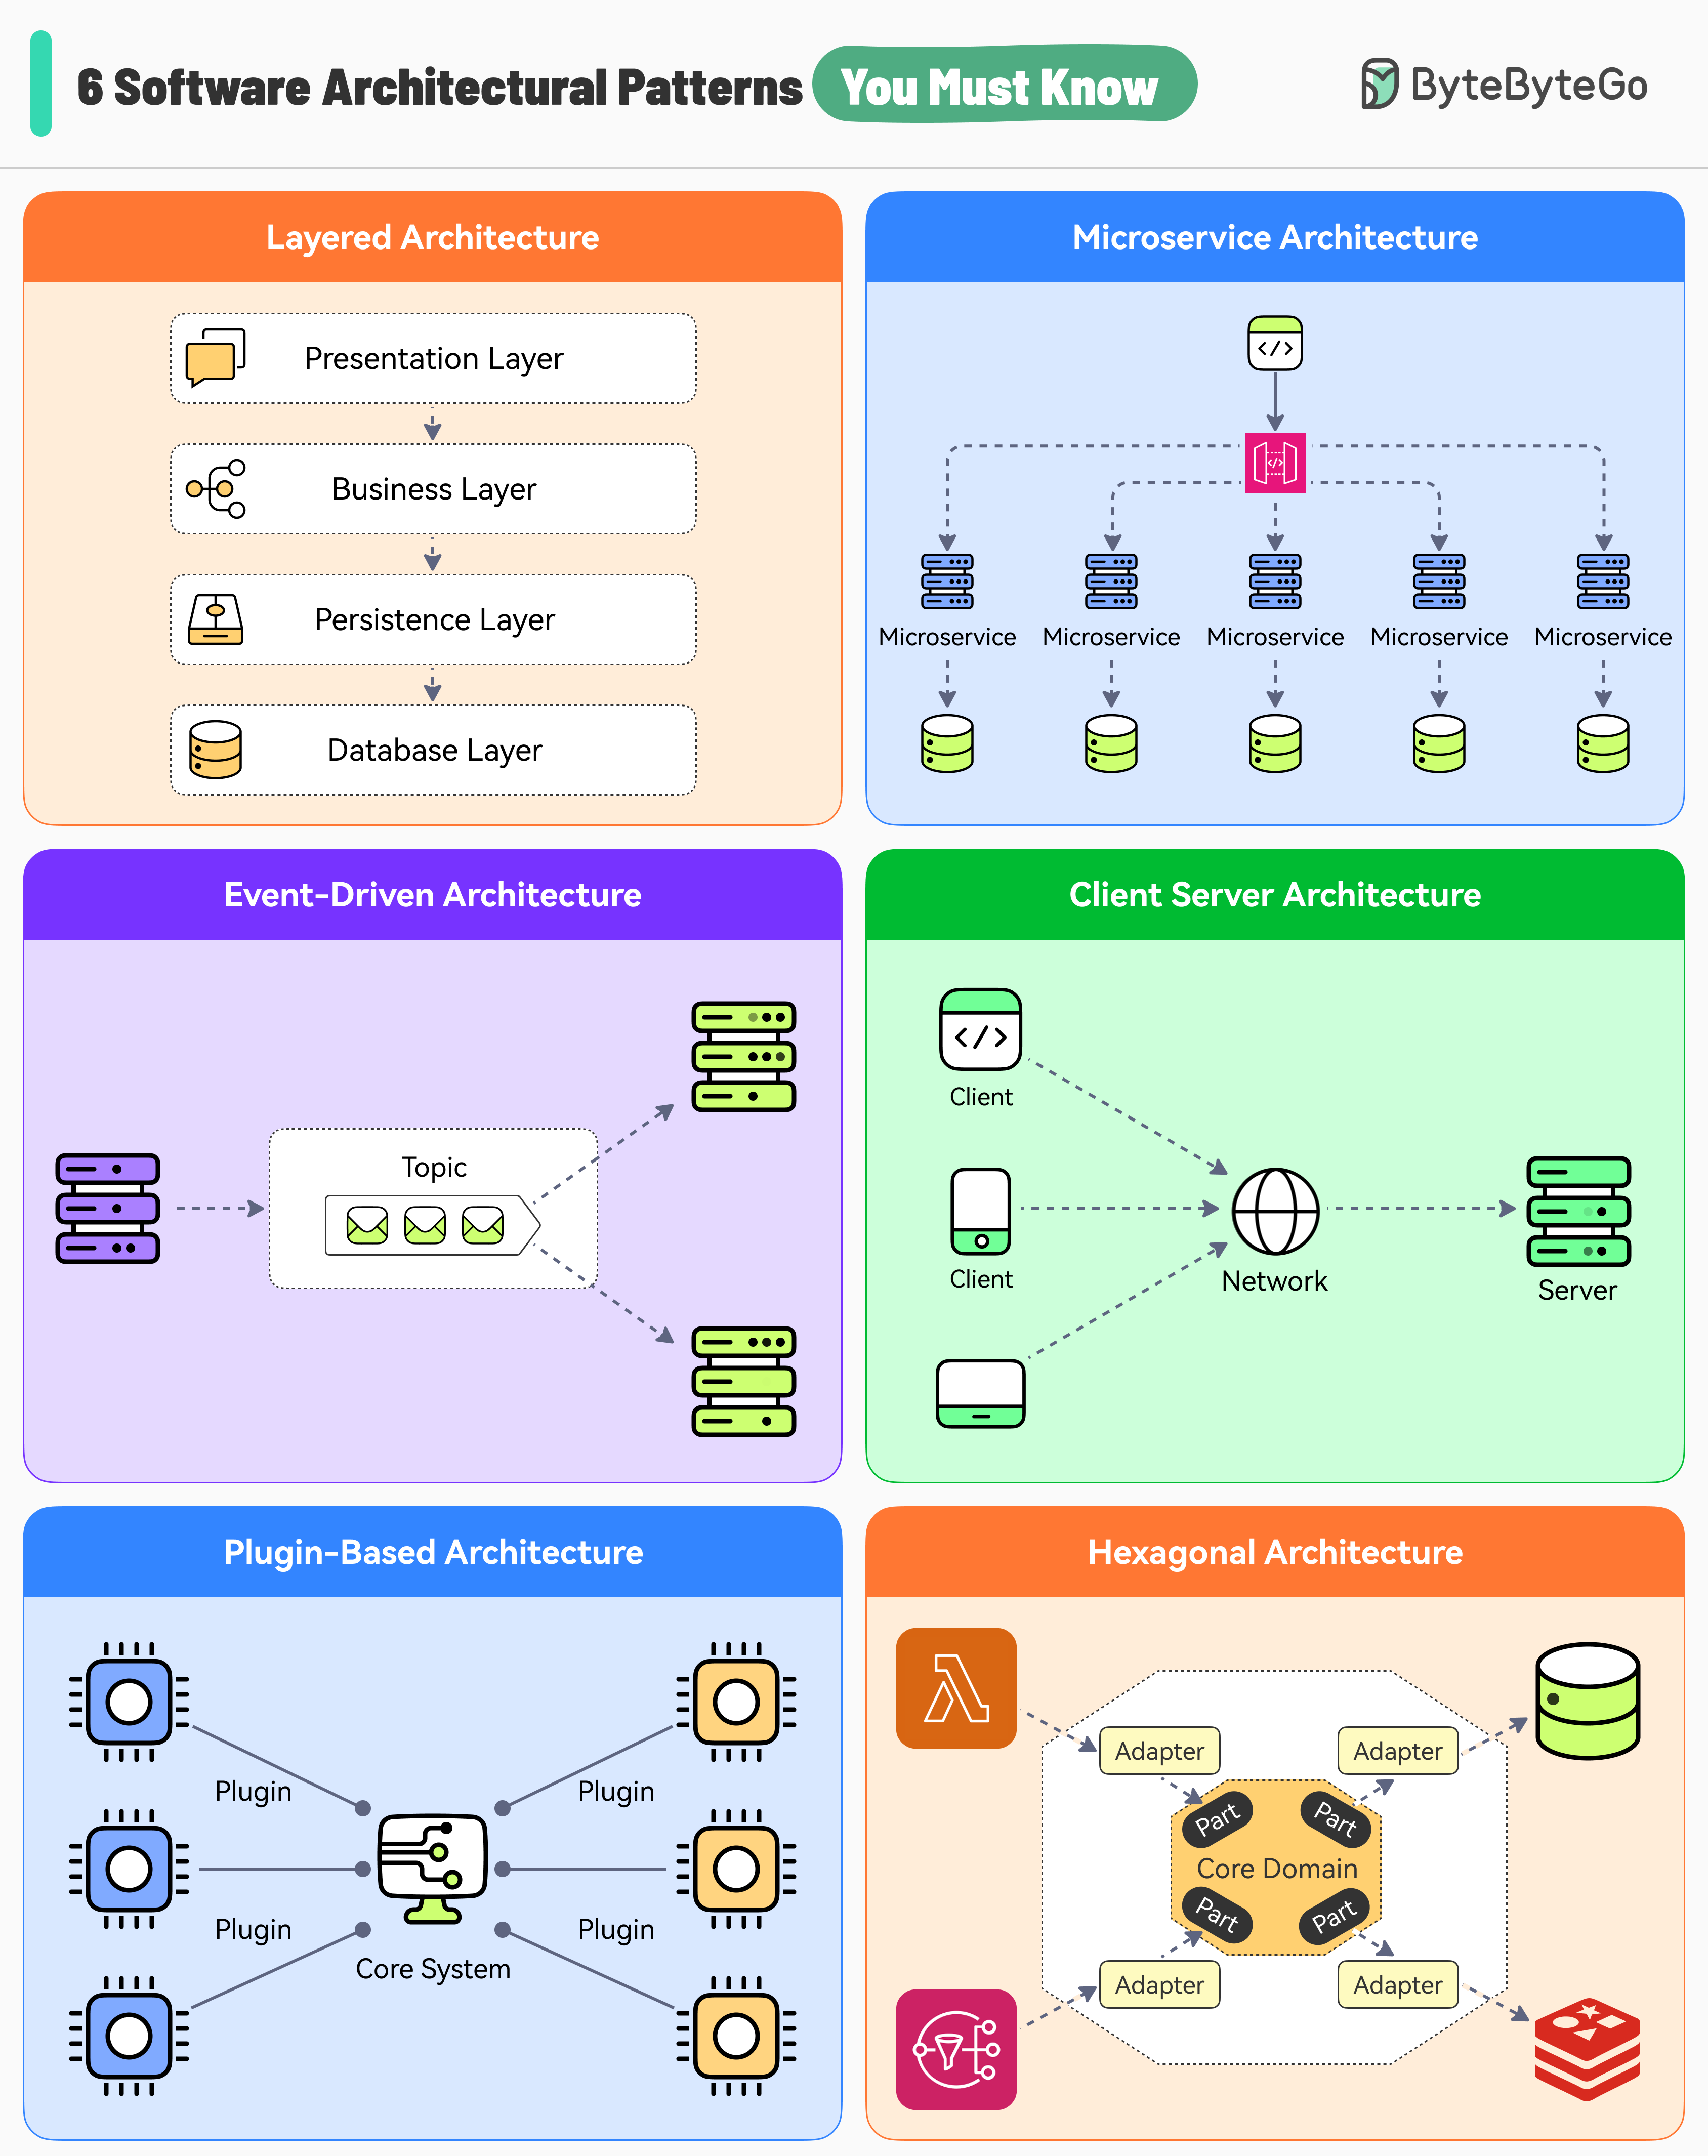 6 Software Architectural Patterns You Must Know
ByteByteGo
Layered Architecture
Presentation Layer
Business Layer
Persistence Layer
Database Layer
Microservice Architecture
</>
</>
Microservice Microservice Microservice Microservice Microservice
Event-Driven Architecture
Topic
Client Server Architecture
</>
Client
Client
Network
Server
Plugin-Based Architecture
Plugin Plugin
Plugin Plugin
Core System
Hexagonal Architecture
Adapter Adapter
Part Part
Core Domain
Part Part
Adapter Adapter